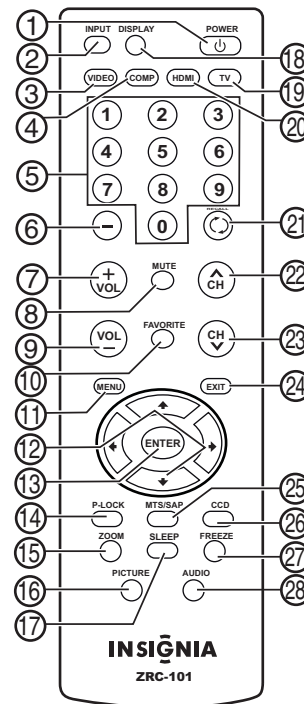 1 INPUT DISPLAY POWER
2 18
3 VIDEO COMP HDMI TV 19
4 20
1 2 3
5 4 5 6
7 8 9
6 - 0 RECALL 21
7 + VOL MUTE CH 22
8
9 VOL - FAVORITE CH 23
10
11 MENU EXIT 24
12
13 ENTER
25
14 P-LOCK MTS/SAP CCD 26
15 ZOOM SLEEP FREEZE 27
16 PICTURE AUDIO 28
17
INSIGNIA
ZRC-101